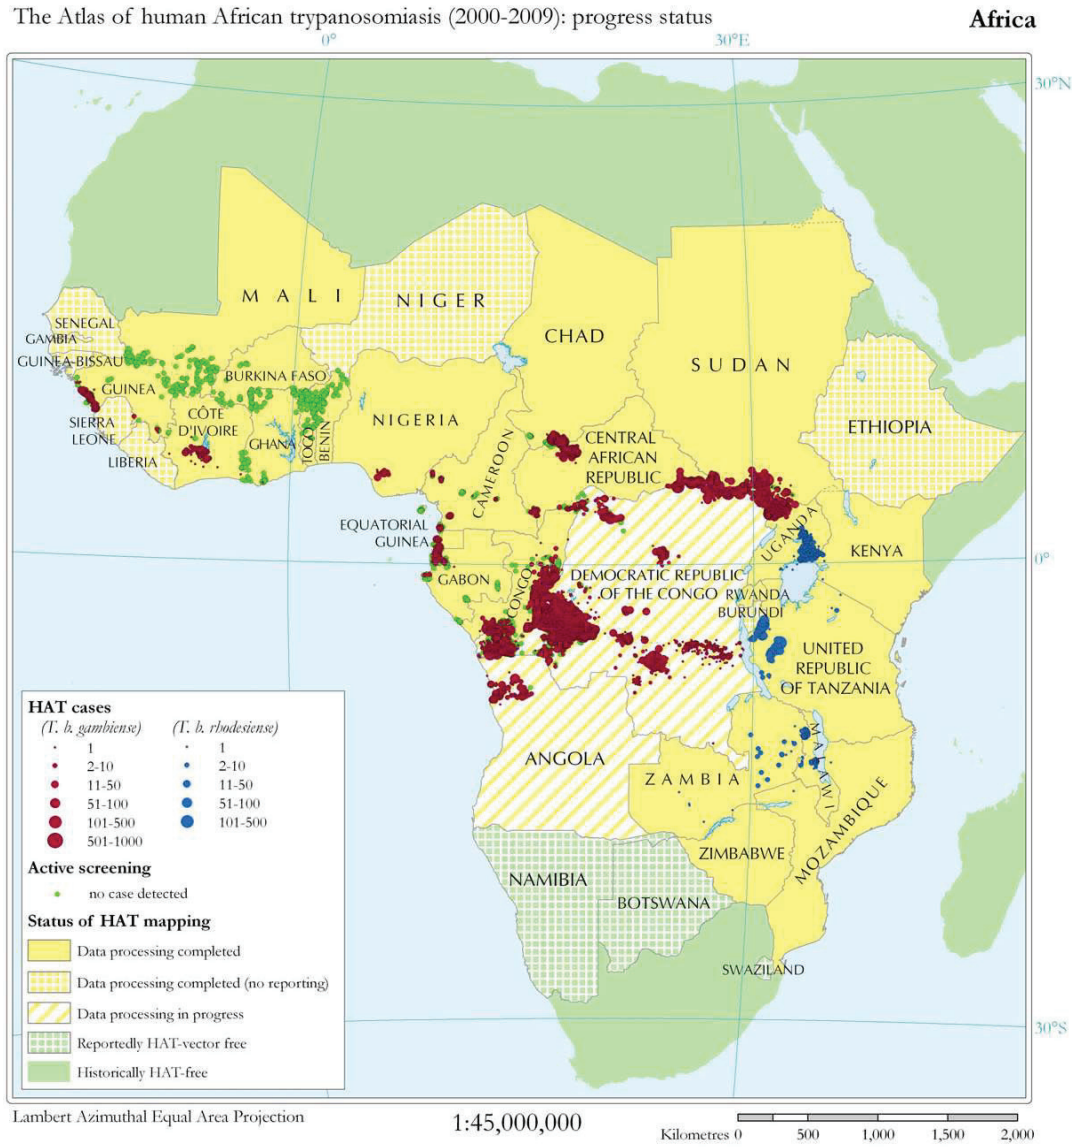 The Atlas of human African trypanosomiasis (2000-2009): progress status
Africa
0°
30°E
30°N
MALI
NIGER
CHAD
SUDAN
SENEGAL
GAMBIA
GUINEA-BISSAU
GUINEA
BURKINA FASO
NIGERIA
ETHIOPIA
SIERRA
LEONE
CÔTE
D'IVOIRE
GHANA
TOGO
BENIN
LIBERIA
CAMEROON
CENTRAL
AFRICAN
REPUBLIC
EQUATORIAL
GUINEA
UGANDA
KENYA
0°
GABON
CONGO
DEMOCRATIC REPUBLIC
OF THE CONGO
RWANDA
BURUNDI
UNITED
REPUBLIC
OF TANZANIA
ANGOLA
ZAMBIA
MALAWI
MOZAMBIQUE
ZIMBABWE
NAMIBIA
BOTSWANA
SWAZILAND
30°S
HAT cases
(T. b. gambiense) (T. b. rhodesiense)
1 1
2-10 2-10
11-50 11-50
51-100 51-100
101-500 101-500
501-1000
Active screening
no case detected
Status of HAT mapping
Data processing completed
Data processing completed (no reporting)
Data processing in progress
Reportedly HAT-vector free
Historically HAT-free
Lambert Azimuthal Equal Area Projection
1:45,000,000
Kilometres 0 500 1,000 1,500 2,000